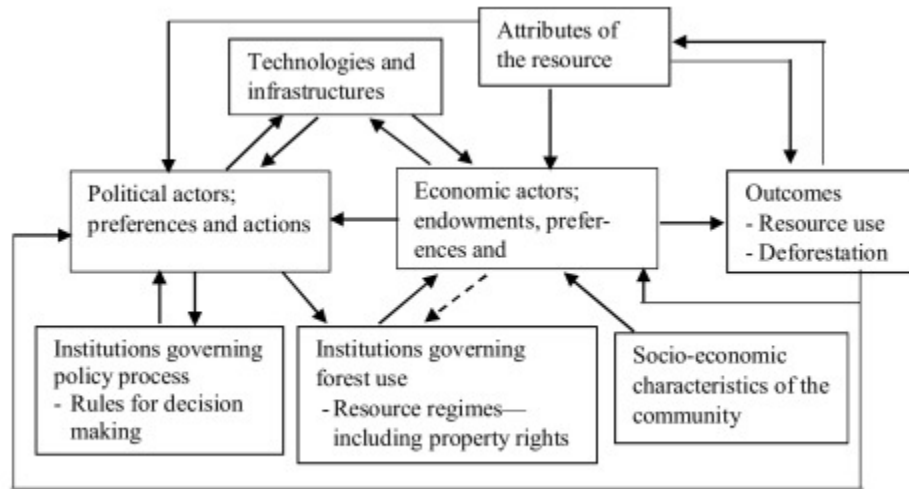 Attributes of
the resource
Technologies and
infrastructures
Political actors;
preferences and actions
Economic actors;
endowments, prefer-
ences and
Outcomes
- Resource use
- Deforestation
Institutions governing
policy process
- Rules for decision
making
Institutions governing
forest use
- Resource regimes—
including property rights
Socio-economic
characteristics of the
community